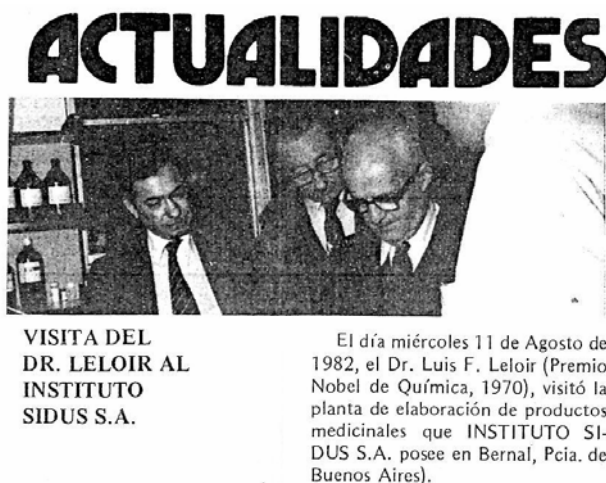 ACTUALIDADES
VISITA DEL
DR. LELOIR AL
INSTITUTO
SIDUS S.A.
El día miércoles 11 de Agosto de
1982, el Dr. Luis F. Leloir (Premio
Nobel de Química, 1970), visitó la
planta de elaboración de productos
medicinales que INSTITUTO SI-
DUS S.A. posee en Bernal, Pcia. de
Buenos Aires).